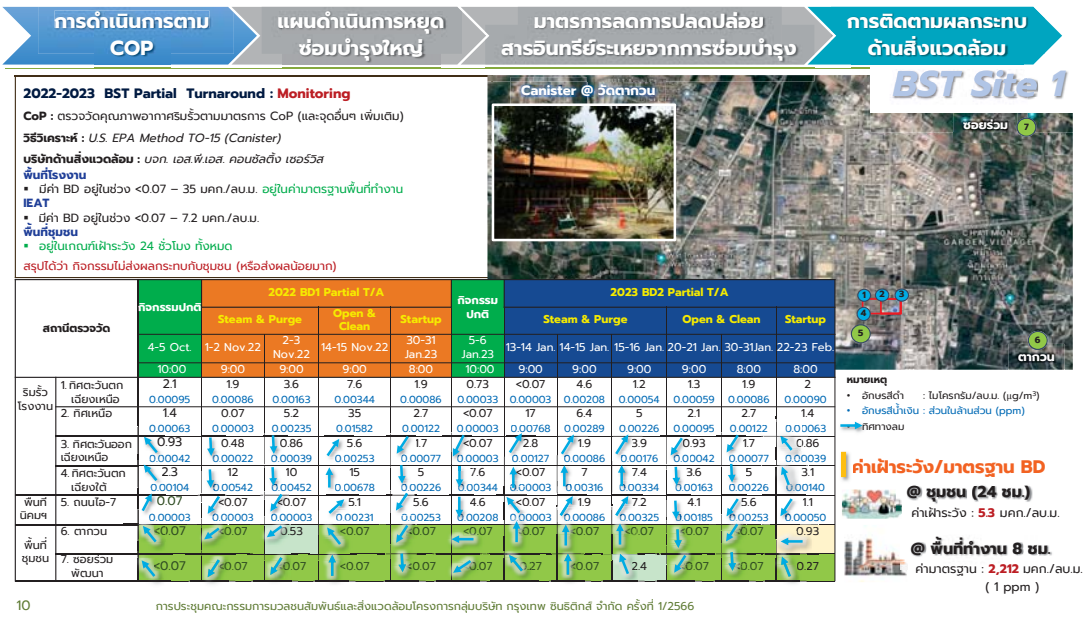 การดำเนินการตาม
COP
แผนดำเนินการหยุด
ซ่อมบำรุงใหญ่
มาตรการลดการปลดปล่อย
สารอินทรีย์ระเหยจากการซ่อมบำรุง
การติดตามผลกระทบ
ด้านสิ่งแวดล้อม
BST Site 1
2022-2023 BST Partial Turnaround : Monitoring
CoP : ตรวจวัดคุณภาพอากาศริมรั้วตามมาตรการ CoP (และจุดอื่นๆ เพิ่มเติม)
วิธีวิเคราะห์ : U.S. EPA Method TO-15 (Canister)
บริษัทด้านสิ่งแวดล้อม : บจก. เอส.พี.เอส. คอนซัลติ้ง เซอร์วิส
พื้นที่โรงงาน
▪ มีค่า BD อยู่ในช่วง <0.07 – 35 มคก./ลบ.ม. อยู่ในค่ามาตรฐานพื้นที่ทำงาน
IEAT
▪ มีค่า BD อยู่ในช่วง <0.07 – 7.2 มคก./ลบ.ม.
พื้นที่ชุมชน
▪ อยู่ในเกณฑ์เฝ้าระวัง 24 ชั่วโมง ทั้งหมด
สรุปได้ว่า กิจกรรมไม่ส่งผลกระทบกับชุมชน (หรือส่งผลน้อยมาก)
Canister @ วัดตากวน
ซอยร่วม 7
CHAIYAMON
GARDEN VILLAGE
1 2 3
4
5
6
ตากวน
สถานีตรวจวัด กิจกรรมปกติ 2022 BD1 Partial T/A กิจกรรม ปกติ 2023 BD2 Partial T/A
Steam & Purge Open & Clean Startup Steam & Purge Open & Clean Startup
4-5 Oct. 1-2 Nov.22 2-3 Nov.22 14-15 Nov.22 30-31 Jan.23 5-6 Jan.23 13-14 Jan. 14-15 Jan. 15-16 Jan. 20-21 Jan. 30-31Jan. 22-23 Feb.
10:00 9:00 9:00 9:00 8:00 10:00 9:00 9:00 9:00 9:00 8:00 8:00
ริมรั้วโรงงาน 1. ทิศตะวันตกเฉียงเหนือ 2.1 1.9 3.6 7.6 1.9 0.73 <0.07 4.6 1.2 1.3 1.9 2
0.00095 0.00086 0.00163 0.00344 0.00086 0.00033 0.00003 0.00208 0.00054 0.00059 0.00086 0.00090
2. ทิศเหนือ 1.4 0.07 5.2 35 2.7 <0.07 17 6.4 5 2.1 2.7 1.4
0.00063 0.00003 0.00235 0.01582 0.00122 0.00003 0.00768 0.00289 0.00226 0.00095 0.00122 0.00063
3. ทิศตะวันออกเฉียงเหนือ 0.93 0.48 0.86 5.6 1.7 <0.07 2.8 1.9 3.9 0.93 1.7 0.86
0.00042 0.00022 0.00039 0.00253 0.00077 0.00003 0.00127 0.00086 0.00176 0.00042 0.00077 0.00039
4. ทิศตะวันตกเฉียงใต้ 2.3 12 10 15 5 7.6 <0.07 7 7.4 3.6 5 3.1
0.00104 0.00542 0.00452 0.00678 0.00226 0.00344 0.00003 0.00316 0.00334 0.00163 0.00226 0.00140
พื้นที่นิคมฯ 5. ถนนไอ-7 0.07 <0.07 <0.07 5.1 5.6 4.6 <0.07 1.9 7.2 4.1 5.6 1.1
0.00003 0.00003 0.00003 0.00231 0.00253 0.00208 0.00003 0.00086 0.00325 0.00185 0.00253 0.00050
พื้นที่ชุมชน 6. ตากวน <0.07 <0.07 0.53 <0.07 <0.07 <0.07 <0.07 <0.07 <0.07 <0.07 <0.07 0.93
7. ซอยร่วมพัฒนา <0.07 <0.07 <0.07 <0.07 <0.07 <0.07 0.27 <0.07 2.4 <0.07 <0.07 0.27
หมายเหตุ
• อักษรสีดำ : ไมโครกรัม/ลบ.ม. (µg/m³)
• อักษรสีน้ำเงิน : ส่วนในล้านส่วน (ppm)
ทิศทางลม
ค่าเฝ้าระวัง/มาตรฐาน BD
@ ชุมชน (24 ชม.)
ค่าเฝ้าระวัง : 5.3 มคก./ลบ.ม.
@ พื้นที่ทำงาน 8 ชม.
ค่ามาตรฐาน : 2,212 มคก./ลบ.ม.
( 1 ppm )
10
การประชุมคณะกรรมการมวลชนสัมพันธ์และสิ่งแวดล้อมโครงการกลุ่มบริษัท กรุงเทพ ซินธิติกส์ จำกัด ครั้งที่ 1/2566